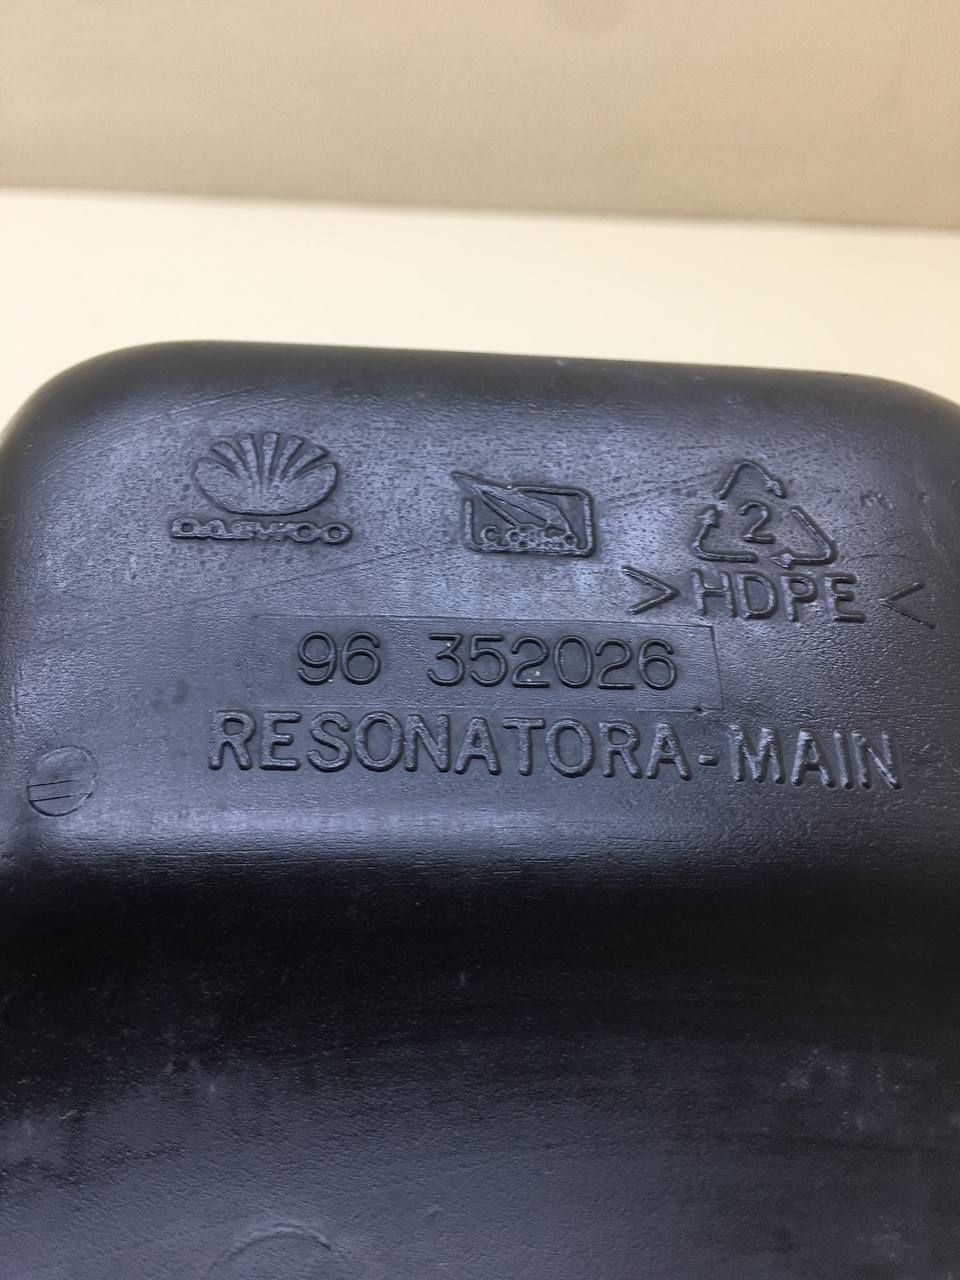 DAEWOO
2
>HDPE<
96 352026
RESONATORA-MAIN